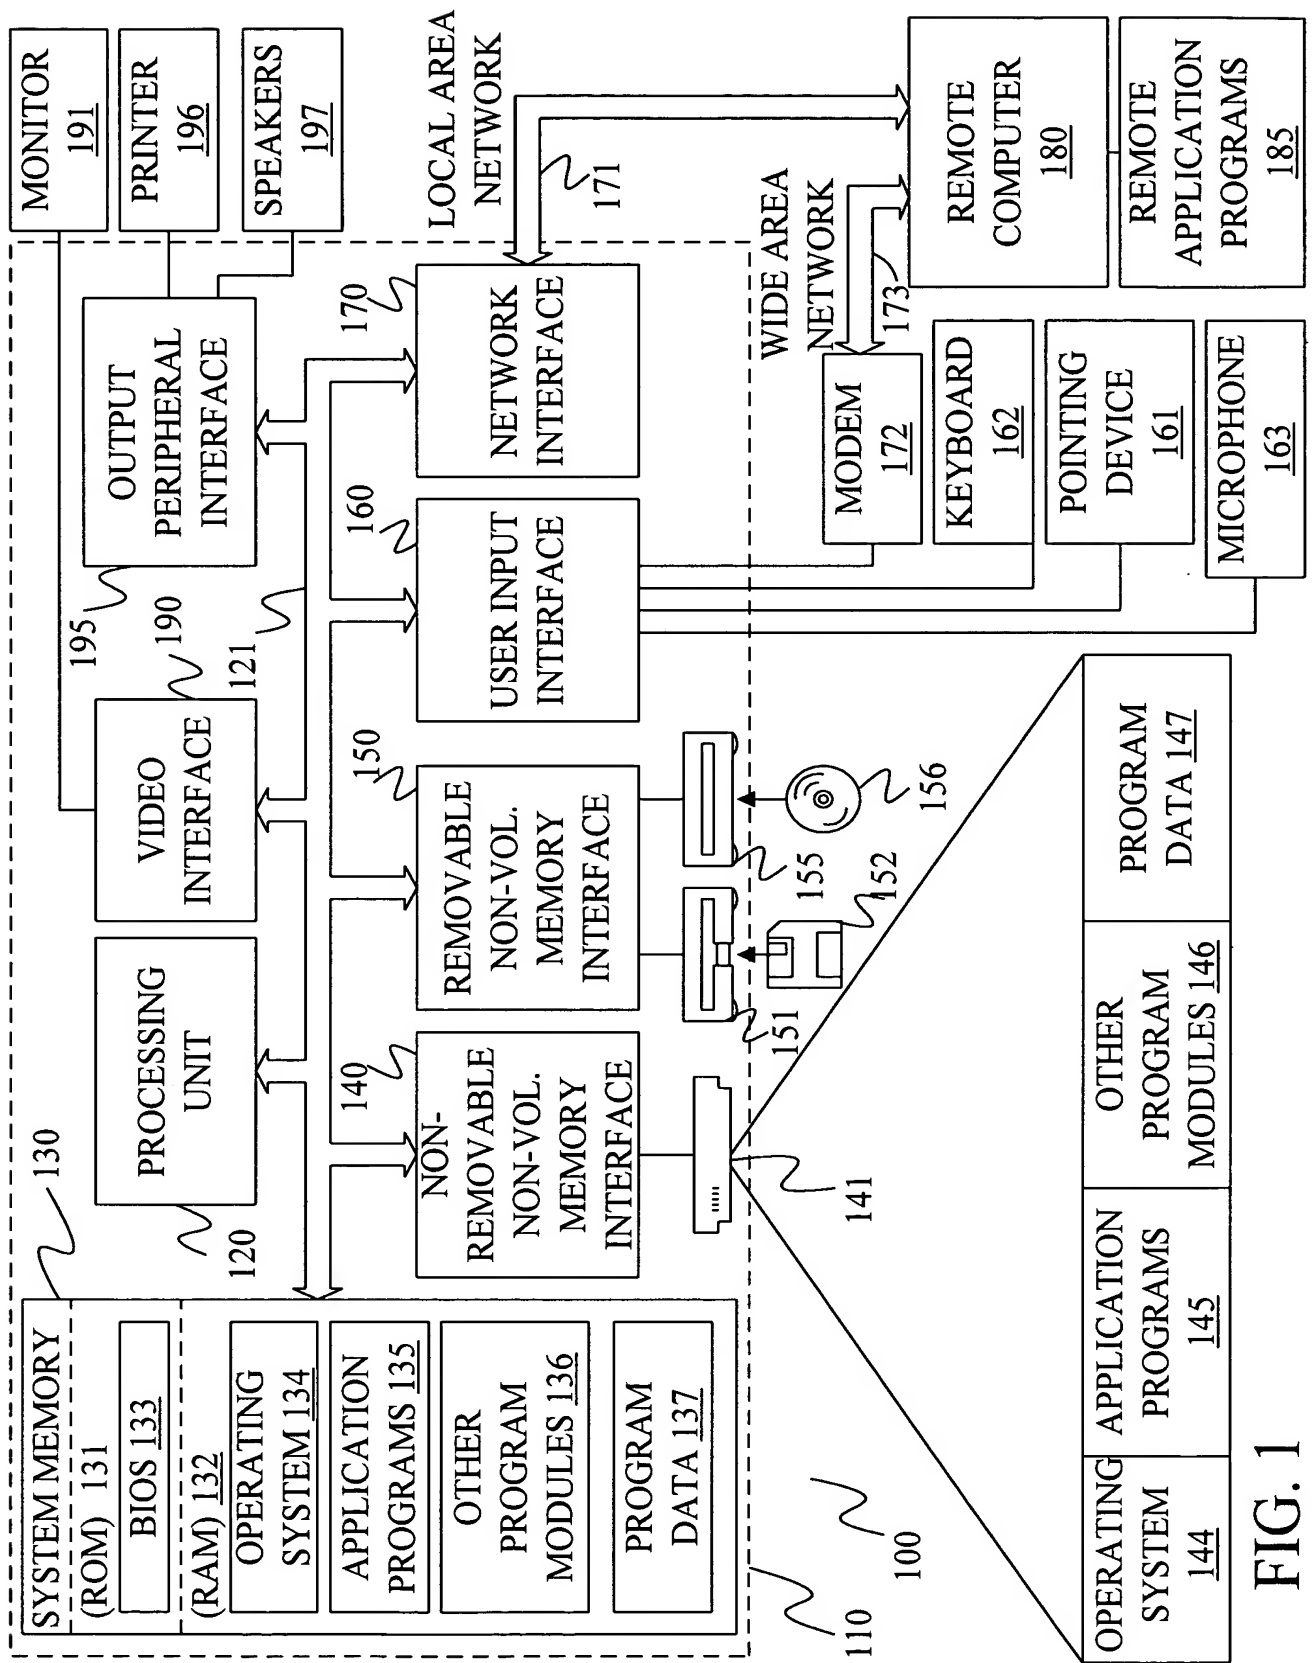 SYSTEM MEMORY
130
(ROM) 131
BIOS 133
(RAM) 132
OPERATING
SYSTEM 134
APPLICATION
PROGRAMS 135
OTHER
PROGRAM
MODULES 136
PROGRAM
DATA 137
PROCESSING
UNIT
120
VIDEO
INTERFACE
190
OUTPUT
PERIPHERAL
INTERFACE
195
121
MONITOR
191
PRINTER
196
SPEAKERS
197
NON-
REMOVABLE
NON-VOL.
MEMORY
INTERFACE
140
REMOVABLE
NON-VOL.
MEMORY
INTERFACE
150
USER INPUT
INTERFACE
160
NETWORK
INTERFACE
170
LOCAL AREA
NETWORK
171
141
151
152
155
156
WIDE AREA
NETWORK
173
MODEM
172
KEYBOARD
162
POINTING
DEVICE
161
MICROPHONE
163
REMOTE
COMPUTER
180
REMOTE
APPLICATION
PROGRAMS
185
110
100
OPERATING
SYSTEM
144
APPLICATION
PROGRAMS
145
OTHER
PROGRAM
MODULES 146
PROGRAM
DATA 147
FIG. 1